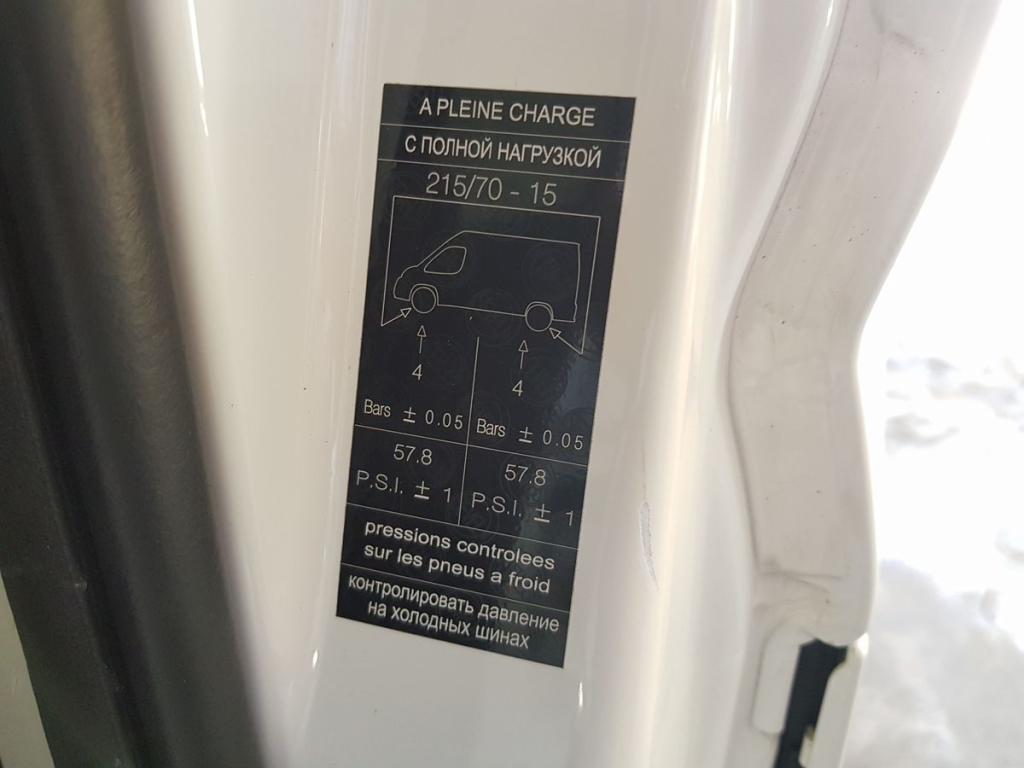 A PLEINE CHARGE
С ПОЛНОЙ НАГРУЗКОЙ
215/70 - 15
4 4
Bars ± 0.05 Bars ± 0.05
57.8 57.8
P.S.I. ± 1 P.S.I. ± 1
pressions controlees
sur les pneus a froid
контролировать давление
на холодных шинах